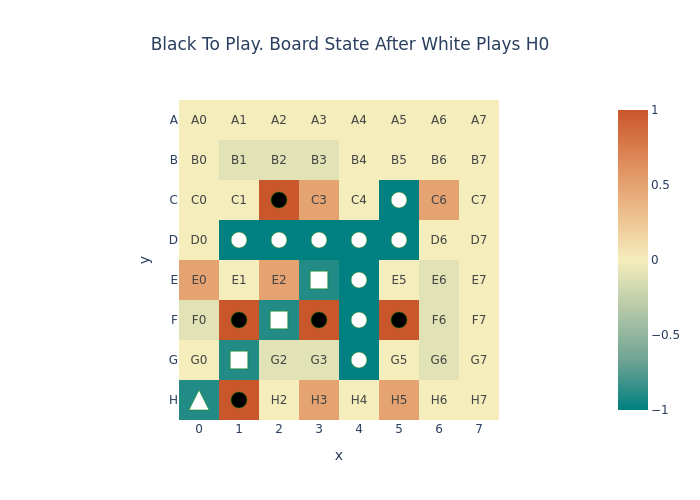 Black To Play. Board State After White Plays H0
A A0 A1 A2 A3 A4 A5 A6 A7
B B0 B1 B2 B3 B4 B5 B6 B7
C C0 C1 C3 C4 C6 C7
D D0 D6 D7
E E0 E1 E2 E5 E6 E7
F F0 F6 F7
G G0 G2 G3 G5 G6 G7
H H2 H3 H4 H5 H6 H7
0 1 2 3 4 5 6 7
x
y
1
0.5
0
−0.5
−1